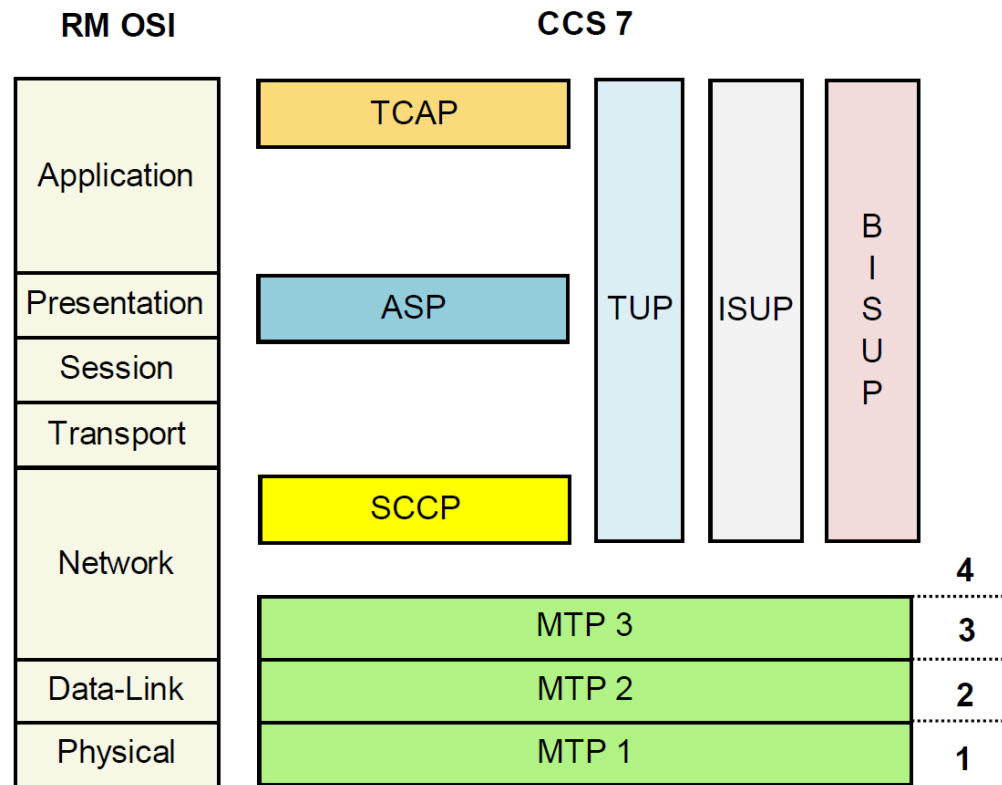 RM OSI
CCS 7
Application
Presentation
Session
Transport
Network
Data-Link
Physical
TCAP
ASP
SCCP
TUP
ISUP
B
I
S
U
P
MTP 3
MTP 2
MTP 1
4
3
2
1